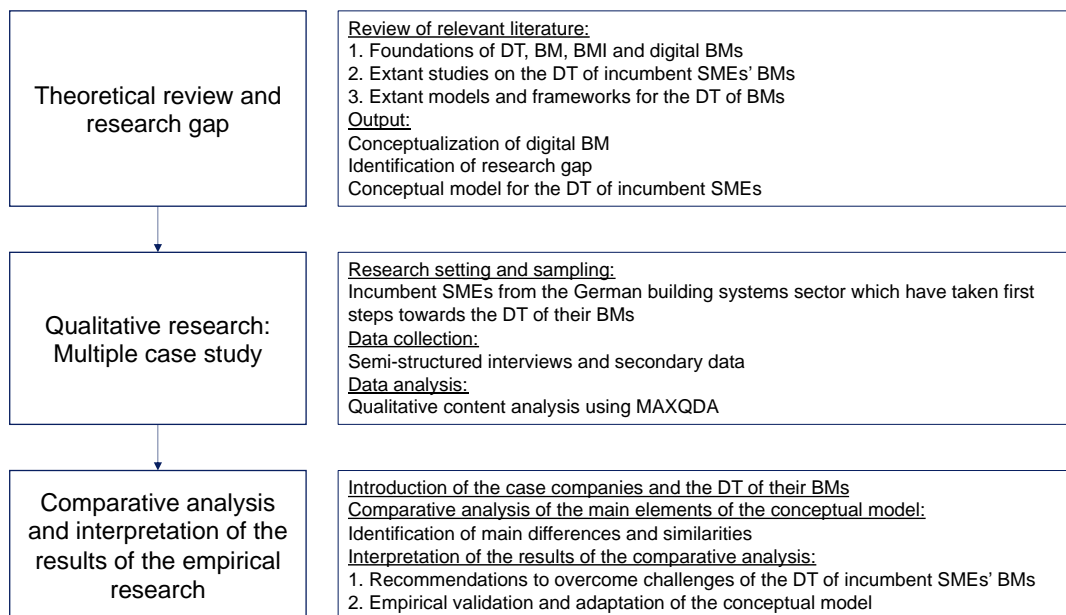 Theoretical review and
research gap
Review of relevant literature:
1. Foundations of DT, BM, BMI and digital BMs
2. Extant studies on the DT of incumbent SMEs' BMs
3. Extant models and frameworks for the DT of BMs
Output:
Conceptualization of digital BM
Identification of research gap
Conceptual model for the DT of incumbent SMEs
Qualitative research:
Multiple case study
Research setting and sampling:
Incumbent SMEs from the German building systems sector which have taken first
steps towards the DT of their BMs
Data collection:
Semi-structured interviews and secondary data
Data analysis:
Qualitative content analysis using MAXQDA
Comparative analysis
and interpretation of the
results of the empirical
research
Introduction of the case companies and the DT of their BMs
Comparative analysis of the main elements of the conceptual model:
Identification of main differences and similarities
Interpretation of the results of the comparative analysis:
1. Recommendations to overcome challenges of the DT of incumbent SMEs' BMs
2. Empirical validation and adaptation of the conceptual model